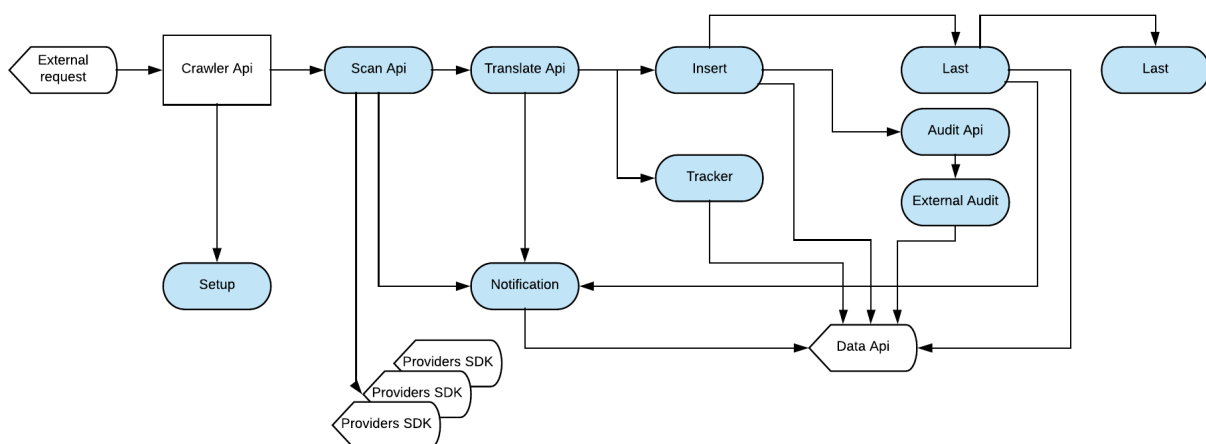 External
request
Crawler Api
Scan Api
Translate Api
Insert
Last
Last
Audit Api
Tracker
External Audit
Setup
Notification
Data Api
Providers SDK
Providers SDK
Providers SDK